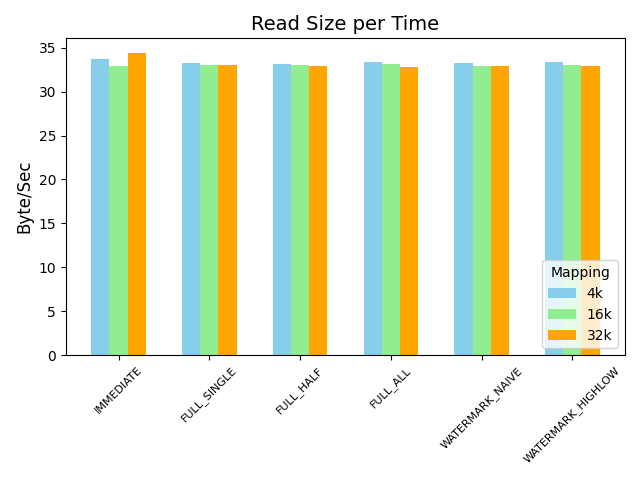 Read Size per Time
Byte/Sec
35
30
25
20
15
10
5
0
Mapping
4k
16k
32k
IMMEDIATE
FULL_SINGLE
FULL_HALF
FULL_ALL
WATERMARK_NAIVE
WATERMARK_HIGHLOW